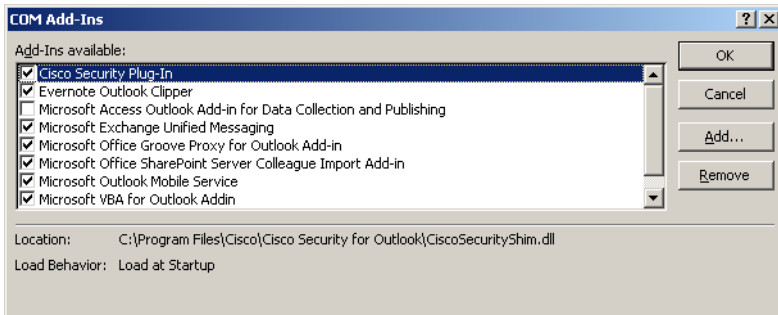 COM Add-Ins
Add-Ins available:
Cisco Security Plug-In
Evernote Outlook Clipper
Microsoft Access Outlook Add-in for Data Collection and Publishing
Microsoft Exchange Unified Messaging
Microsoft Office Groove Proxy for Outlook Add-in
Microsoft Office SharePoint Server Colleague Import Add-in
Microsoft Outlook Mobile Service
Microsoft VBA for Outlook Addin
OK
Cancel
Add...
Remove
Location: C:\Program Files\Cisco\Cisco Security for Outlook\CiscoSecurityShim.dll
Load Behavior: Load at Startup